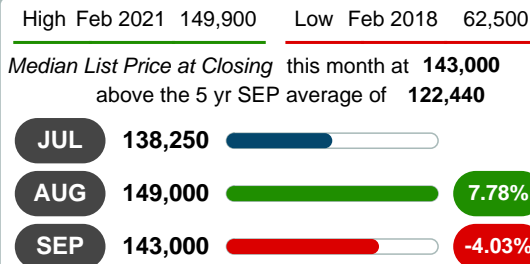 High Feb 2021 149,900 Low Feb 2018 62,500
Median List Price at Closing this month at 143,000
above the 5 yr SEP average of 122,440
JUL 138,250
AUG 149,000 7.78%
SEP 143,000 -4.03%